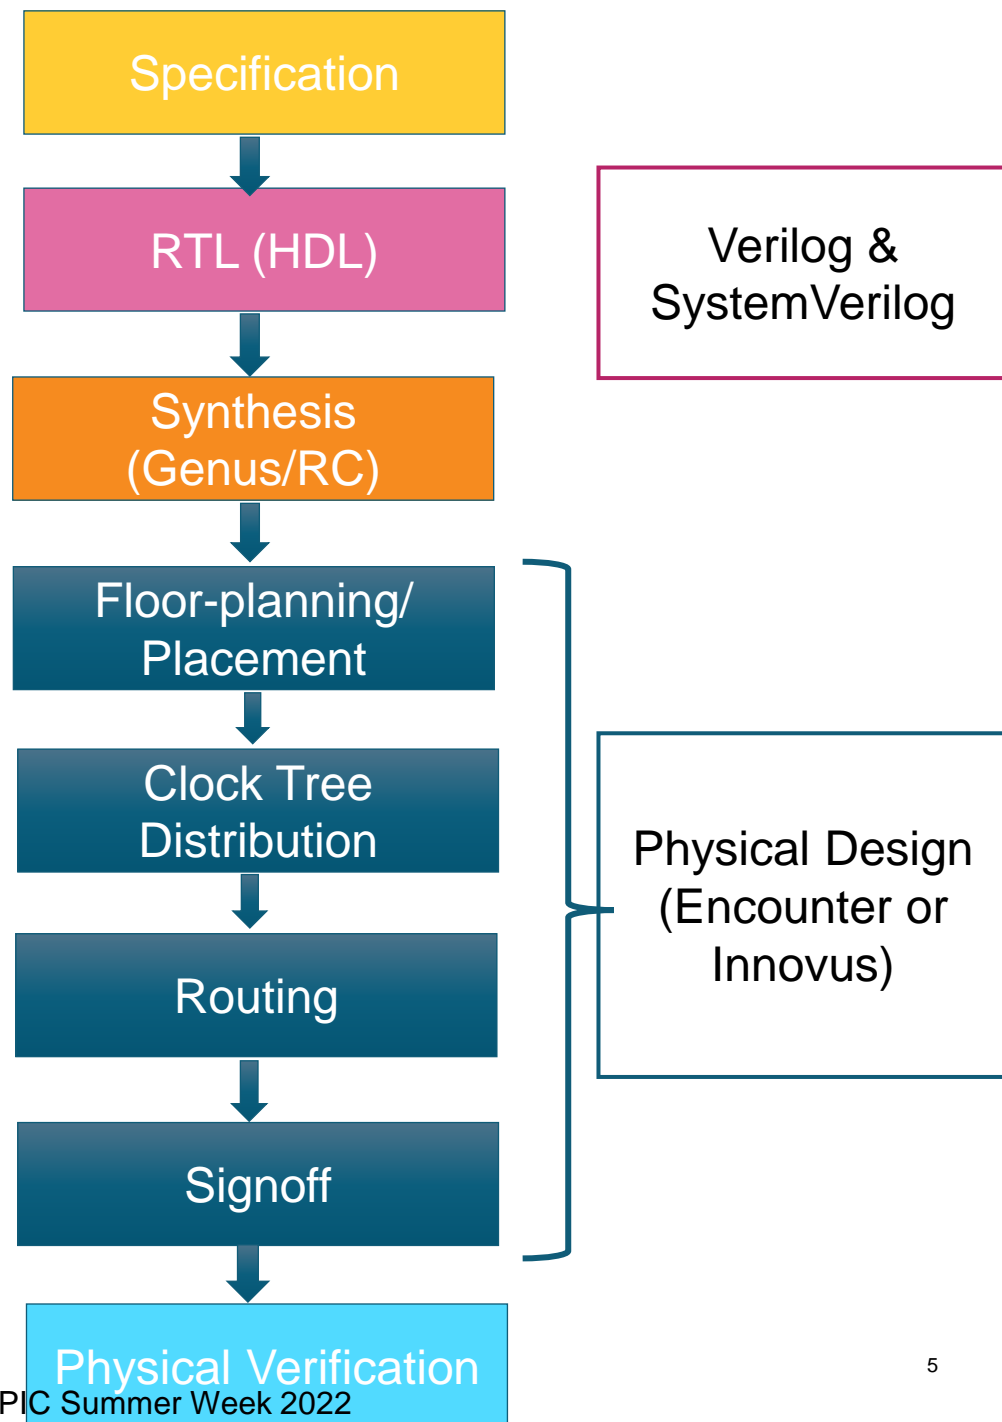 Specification
RTL (HDL)
Verilog &
SystemVerilog
Synthesis
(Genus/RC)
Floor-planning/
Placement
Clock Tree
Distribution
Physical Design
(Encounter or
Innovus)
Routing
Signoff
Physical Verification
5
PIC Summer Week 2022